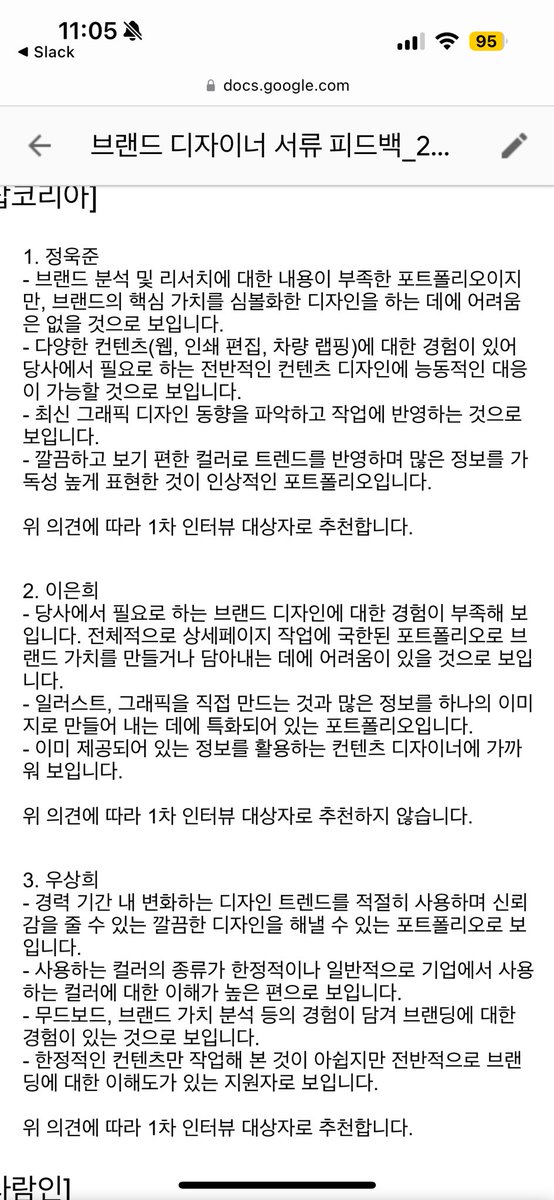 11:05
◀ Slack
95
docs.google.com
브랜드 디자이너 서류 피드백_2...
잡코리아]
1. 정욱준
- 브랜드 분석 및 리서치에 대한 내용이 부족한 포트폴리오이지
만, 브랜드의 핵심 가치를 심볼화한 디자인을 하는 데에 어려움
은 없을 것으로 보입니다.
- 다양한 컨텐츠(웹, 인쇄 편집, 차량 랩핑)에 대한 경험이 있어
당사에서 필요로 하는 전반적인 컨텐츠 디자인에 능동적인 대응
이 가능할 것으로 보입니다.
- 최신 그래픽 디자인 동향을 파악하고 작업에 반영하는 것으로
보입니다.
- 깔끔하고 보기 편한 컬러로 트렌드를 반영하며 많은 정보를 가
독성 높게 표현한 것이 인상적인 포트폴리오입니다.
위 의견에 따라 1차 인터뷰 대상자로 추천합니다.
2. 이은희
- 당사에서 필요로 하는 브랜드 디자인에 대한 경험이 부족해 보
입니다. 전체적으로 상세페이지 작업에 국한된 포트폴리오로 브
랜드 가치를 만들거나 담아내는 데에 어려움이 있을 것으로 보입
니다.
- 일러스트, 그래픽을 직접 만드는 것과 많은 정보를 하나의 이미
지로 만들어 내는 데에 특화되어 있는 포트폴리오입니다.
- 이미 제공되어 있는 정보를 활용하는 컨텐츠 디자이너에 가까
워 보입니다.
위 의견에 따라 1차 인터뷰 대상자로 추천하지 않습니다.
3. 우상희
- 경력 기간 내 변화하는 디자인 트렌드를 적절히 사용하며 신뢰
감을 줄 수 있는 깔끔한 디자인을 해낼 수 있는 포트폴리오로 보
입니다.
- 사용하는 컬러의 종류가 한정적이나 일반적으로 기업에서 사용
하는 컬러에 대한 이해가 높은 편으로 보입니다.
- 무드보드, 브랜드 가치 분석 등의 경험이 담겨 브랜딩에 대한
경험이 있는 것으로 보입니다.
- 한정적인 컨텐츠만 작업해 본 것이 아쉽지만 전반적으로 브랜
딩에 대한 이해도가 있는 지원자로 보입니다.
위 의견에 따라 1차 인터뷰 대상자로 추천합니다.
사람인]